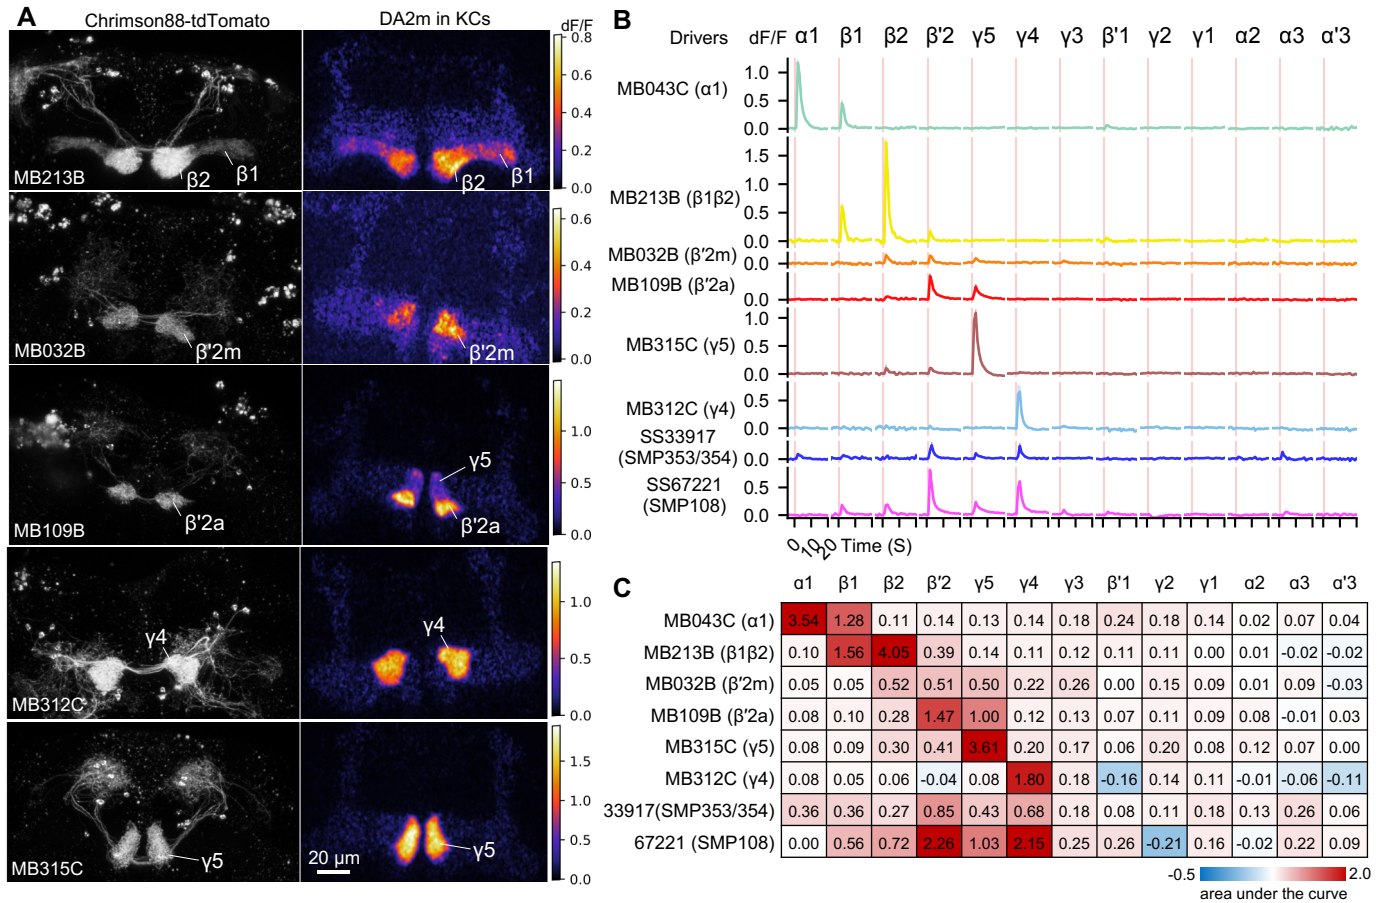 A
Chrimson88-tdTomato
DA2m in KCs
dF/F
0.8
0.6
0.4
0.2
0.0
β2
β1
MB213B
β2
β1
0.6
0.4
0.2
0.0
β'2m
MB032B
β'2m
1.0
0.5
0.0
γ5
β'2a
MB109B
β'2a
1.0
0.5
0.0
γ4
γ4
MB312C
1.5
1.0
0.5
0.0
γ5
MB315C
γ5
20 μm
B
Drivers dF/F α1 β1 β2 β'2 γ5 γ4 γ3 β'1 γ2 γ1 α2 α3 α'3
MB043C (α1)
1.0
0.5
0.0
MB213B (β1β2)
1.5
1.0
0.5
0.0
MB032B (β'2m)
0.0
MB109B (β'2a)
0.0
MB315C (γ5)
1.0
0.5
0.0
MB312C (γ4)
0.5
0.0
SS33917
(SMP353/354)
0.0
SS67221
(SMP108)
0.5
0.0
0 10 20 Time (S)
C
α1 β1 β2 β'2 γ5 γ4 γ3 β'1 γ2 γ1 α2 α3 α'3
MB043C (α1) 3.54 1.28 0.11 0.14 0.13 0.14 0.18 0.24 0.18 0.14 0.02 0.07 0.04
MB213B (β1β2) 0.10 1.56 4.05 0.39 0.14 0.11 0.12 0.11 0.11 0.00 0.01 -0.02 -0.02
MB032B (β'2m) 0.05 0.05 0.52 0.51 0.50 0.22 0.26 0.00 0.15 0.09 0.01 0.09 -0.03
MB109B (β'2a) 0.08 0.10 0.28 1.47 1.00 0.12 0.13 0.07 0.11 0.09 0.08 -0.01 0.03
MB315C (γ5) 0.08 0.09 0.30 0.41 3.61 0.20 0.17 0.06 0.20 0.08 0.12 0.07 0.00
MB312C (γ4) 0.08 0.05 0.06 -0.04 0.08 1.80 0.18 -0.16 0.14 0.11 -0.01 -0.06 -0.11
33917(SMP353/354) 0.36 0.36 0.27 0.85 0.43 0.68 0.18 0.08 0.11 0.18 0.13 0.26 0.06
67221 (SMP108) 0.00 0.56 0.72 2.26 1.03 2.15 0.25 0.26 -0.21 0.16 -0.02 0.22 0.09
-0.5 2.0
area under the curve